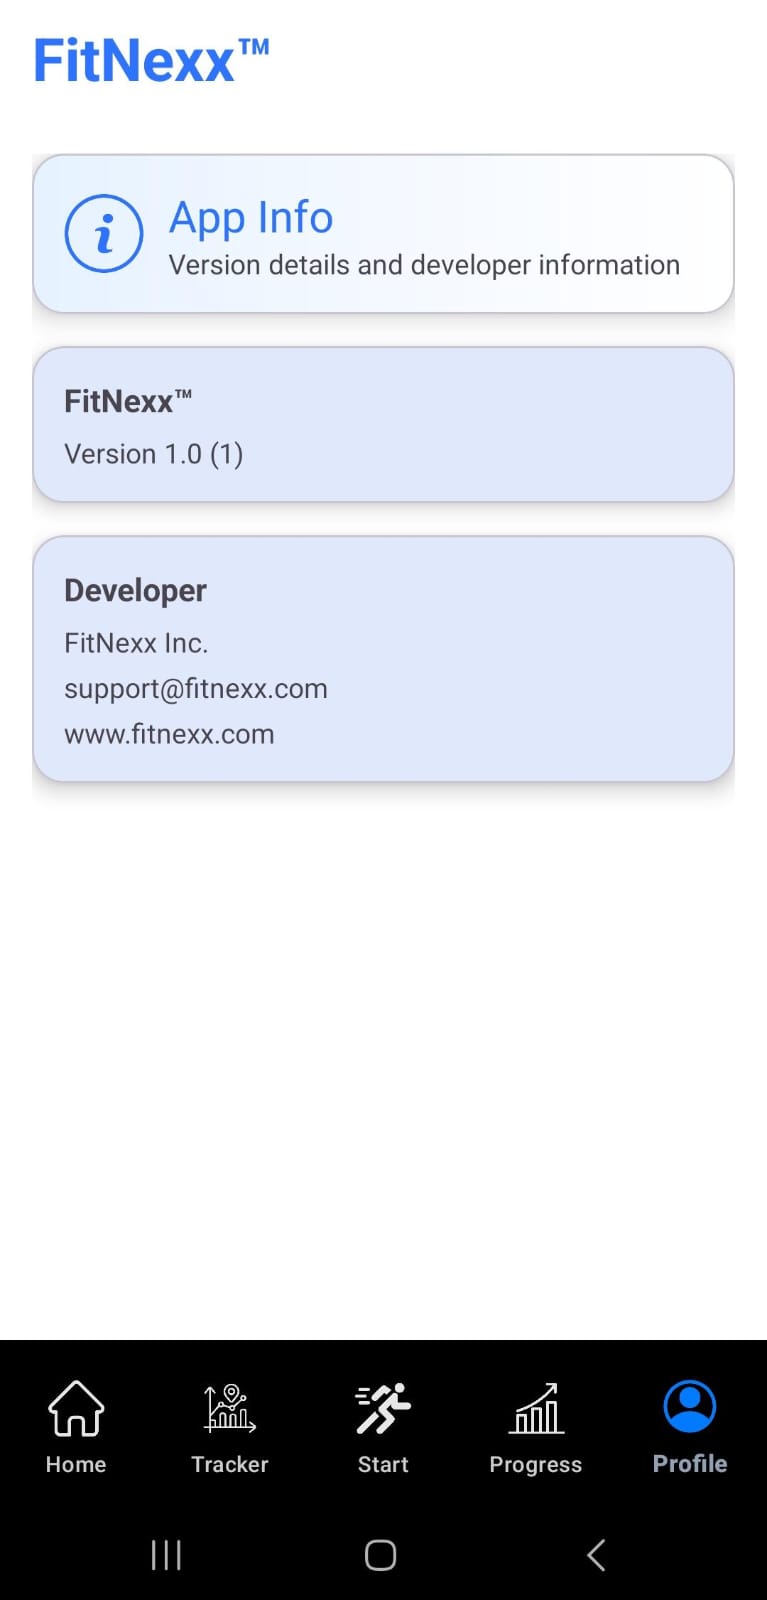 FitNexx™
App Info
Version details and developer information
FitNexx™
Version 1.0 (1)
Developer
FitNexx Inc.
support@fitnexx.com
www.fitnexx.com
Home Tracker Start Progress Profile